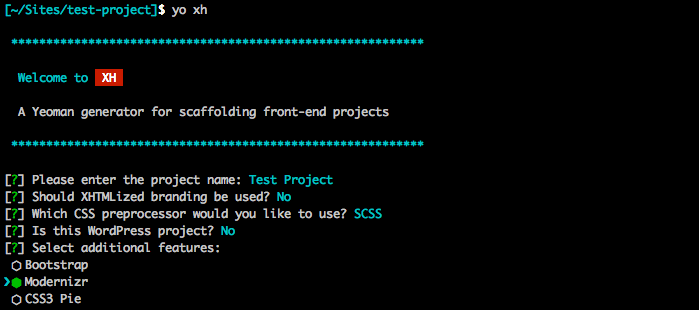 [~/Sites/test-project]$ yo xh
***********************************************************
Welcome to XH
A Yeoman generator for scaffolding front-end projects
***********************************************************
[?] Please enter the project name: Test Project
[?] Should XHTMLized branding be used? No
[?] Which CSS preprocessor would you like to use? SCSS
[?] Is this WordPress project? No
[?] Select additional features:
⬡ Bootstrap
❯⬢ Modernizr
⬡ CSS3 Pie